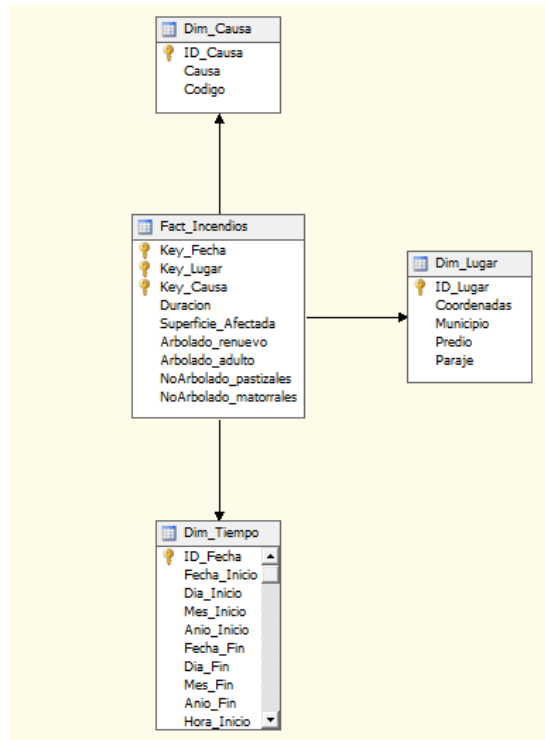 Dim_Causa
ID_Causa
Causa
Codigo
Fact_Incendios
Key_Fecha
Key_Lugar
Key_Causa
Duracion
Superficie_Afectada
Arbolado_renuevo
Arbolado_adulto
NoArbolado_pastizales
NoArbolado_matorrales
Dim_Lugar
ID_Lugar
Coordenadas
Municipio
Predio
Paraje
Dim_Tiempo
ID_Fecha
Fecha_Inicio
Dia_Inicio
Mes_Inicio
Anio_Inicio
Fecha_Fin
Dia_Fin
Mes_Fin
Anio_Fin
Hora_Inicio